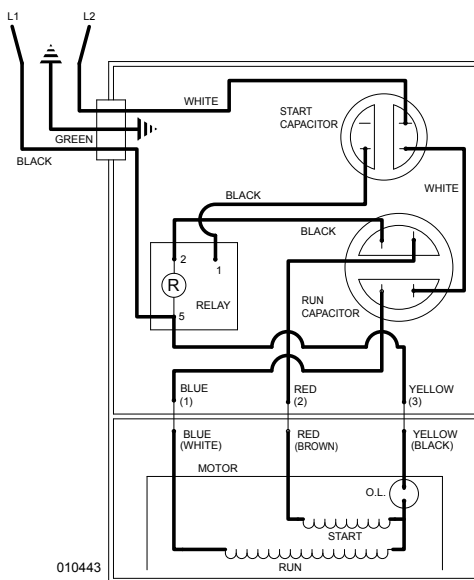 L1
L2
WHITE
START
CAPACITOR
GREEN
BLACK
WHITE
BLACK
BLACK
2
1
R
RELAY
5
RUN
CAPACITOR
BLUE
(1)
RED
(2)
YELLOW
(3)
BLUE
(WHITE)
RED
(BROWN)
YELLOW
(BLACK)
MOTOR
O.L.
START
RUN
010443